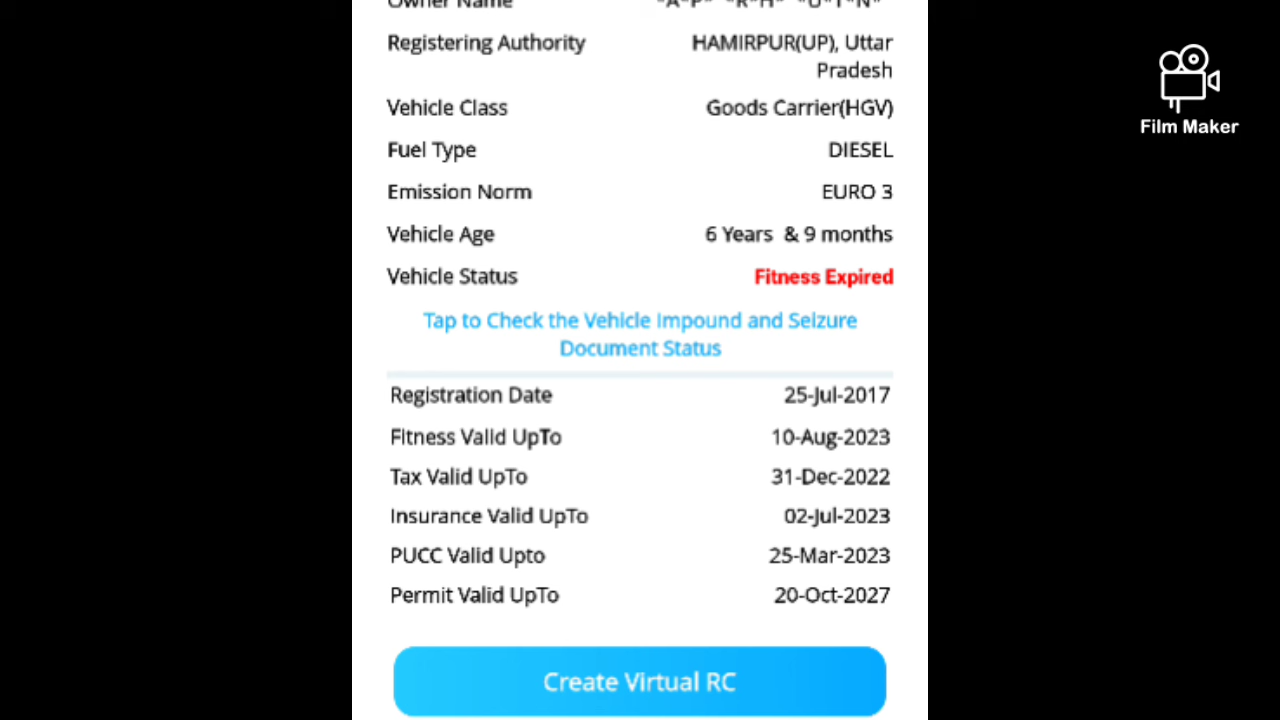 Owner Name
Registering Authority HAMIRPUR(UP), Uttar
Pradesh
Vehicle Class Goods Carrier(HGV)
Fuel Type DIESEL
Emission Norm EURO 3
Vehicle Age 6 Years & 9 months
Vehicle Status Fitness Expired
Tap to Check the Vehicle Impound and Seizure
Document Status
Registration Date 25-Jul-2017
Fitness Valid UpTo 10-Aug-2023
Tax Valid UpTo 31-Dec-2022
Insurance Valid UpTo 02-Jul-2023
PUCC Valid Upto 25-Mar-2023
Permit Valid UpTo 20-Oct-2027
Create Virtual RC
Film Maker